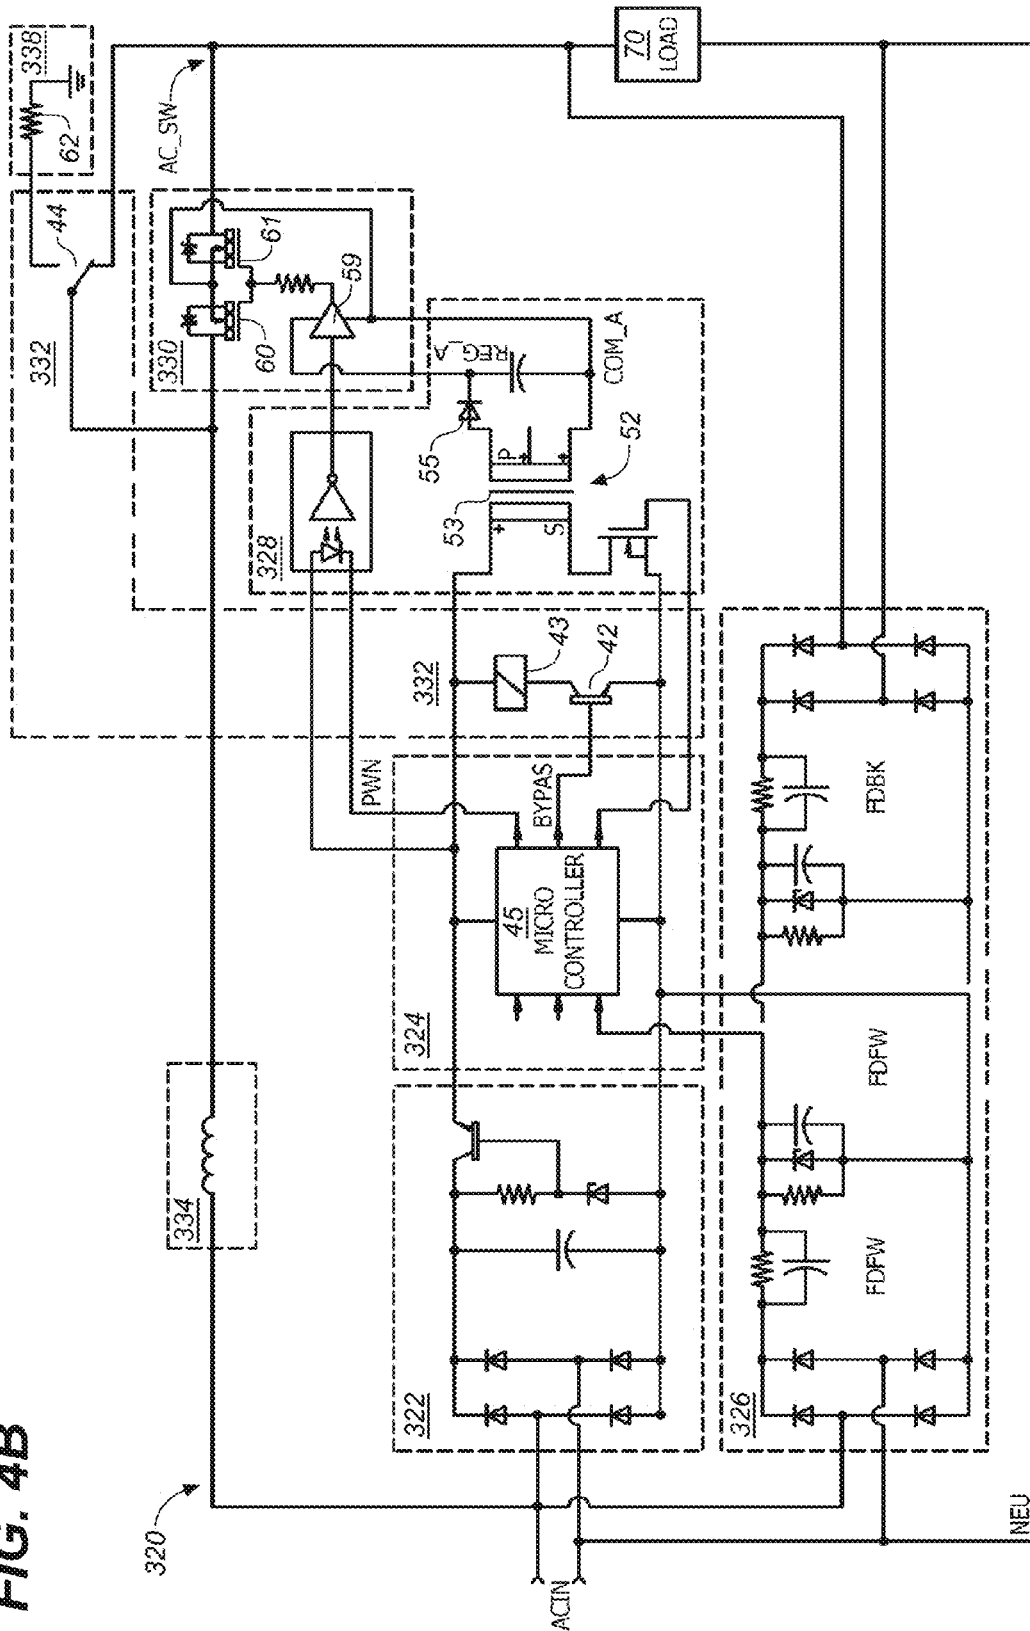 FIG. 4B
320
334
332
44
338
62
AC_SW
330
60
61
59
328
REG_A
COM_A
55
P
53
52
S
332
43
42
PWN
BYPAS
324
45
MICRO
CONTROLLER
322
326
FDFW
FDFW
FDBK
70
LOAD
ACIN
NEU